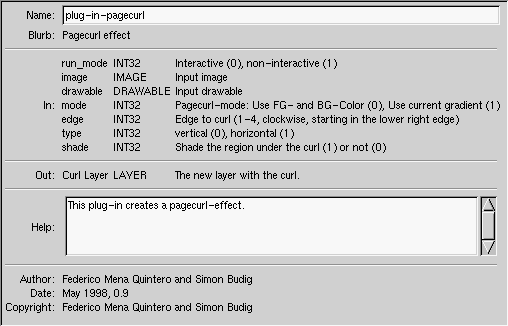 Name: plug-in-pagecurl
Blurb: Pagecurl effect
run_mode INT32 Interactive (0), non-interactive (1)
image IMAGE Input image
drawable DRAWABLE Input drawable
In: mode INT32 Pagecurl-mode: Use FG- and BG-Color (0), Use current gradient (1)
edge INT32 Edge to curl (1-4, clockwise, starting in the lower right edge)
type INT32 vertical (0), horizontal (1)
shade INT32 Shade the region under the curl (1) or not (0)
Out: Curl Layer LAYER The new layer with the curl.
This plug-in creates a pagecurl-effect.
Help:
Author: Federico Mena Quintero and Simon Budig
Date: May 1998, 0.9
Copyright: Federico Mena Quintero and Simon Budig